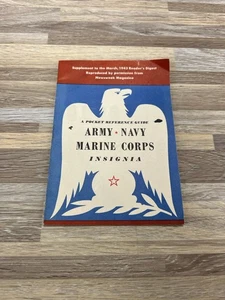 Supplement to the March, 1943 Reader's Digest
Reproduced by permission from
Newsweek Magazine
A POCKET REFERENCE GUIDE
ARMY ★ NAVY
MARINE CORPS
INSIGNIA